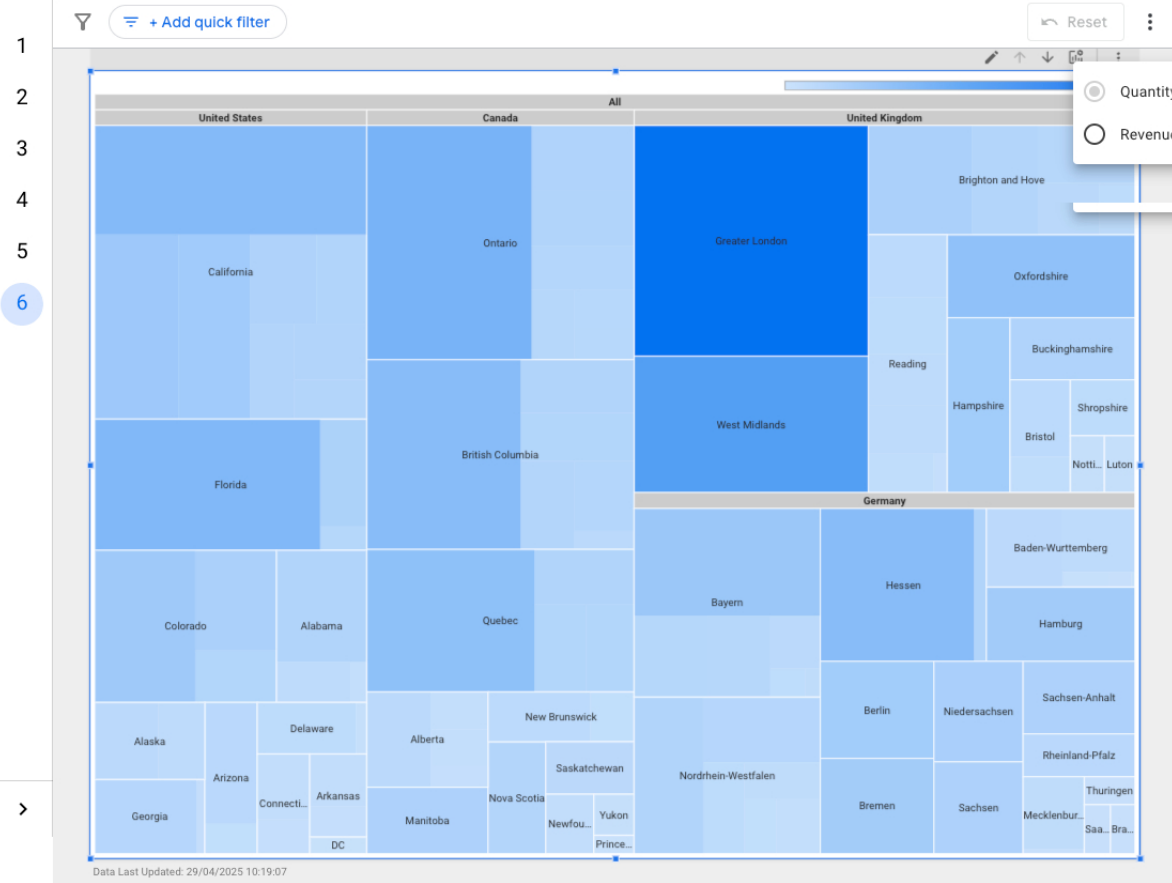 + Add quick filter
Reset
1
2
3
4
5
6
Quantity
Revenue
All
United States
Canada
United Kingdom
California
Florida
Colorado
Alabama
Alaska
Arizona
Delaware
Georgia
Connecti...
Arkansas
DC
Ontario
British Columbia
Quebec
Alberta
New Brunswick
Manitoba
Nova Scotia
Saskatchewan
Newfou...
Yukon
Prince...
Greater London
West Midlands
Brighton and Hove
Reading
Oxfordshire
Hampshire
Buckinghamshire
Bristol
Shropshire
Notti...
Luton
Germany
Bayern
Nordrhein-Westfalen
Hessen
Baden-Wurttemberg
Hamburg
Berlin
Bremen
Niedersachsen
Sachsen
Sachsen-Anhalt
Rheinland-Pfalz
Mecklenbur...
Thuringen
Saa...
Bra...
Data Last Updated: 29/04/2025 10:19:07